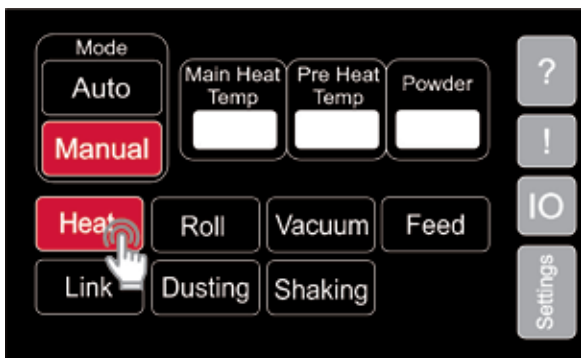 Mode
Auto
Manual
Main Heat
Temp
Pre Heat
Temp
Powder
?
!
IO
Settings
Heat
Roll
Vacuum
Feed
Link
Dusting
Shaking